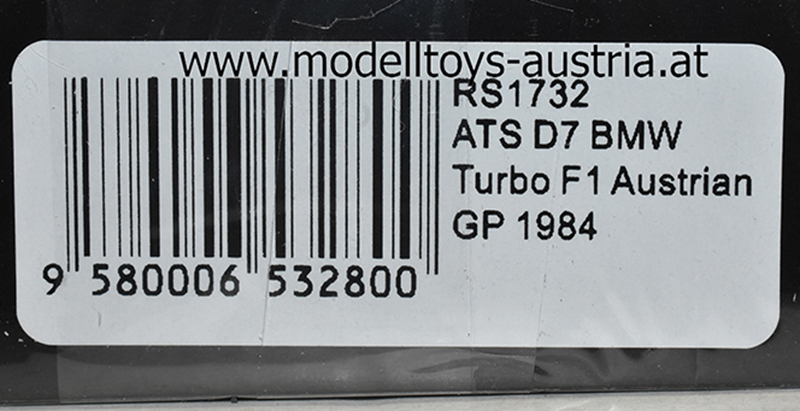 www.modelltoys-austria.at
RS1732
ATS D7 BMW
Turbo F1 Austrian
GP 1984
9 580006 532800